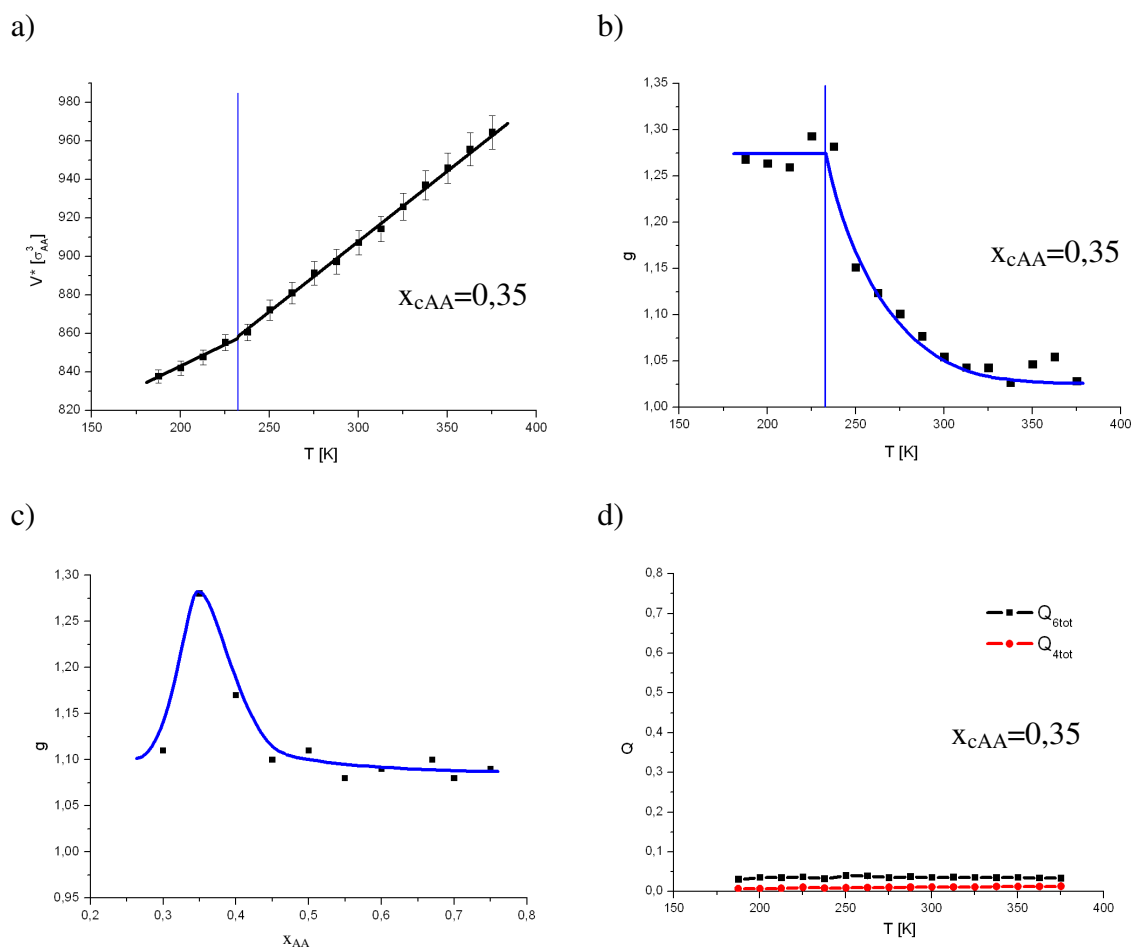 a)
980
960
940
920
900
880
860
840
820
V* [σ³AA]
150 200 250 300 350 400
T [K]
xcAA=0,35
b)
1,35
1,30
1,25
1,20
1,15
1,10
1,05
1,00
g
150 200 250 300 350 400
T [K]
xcAA=0,35
c)
1,30
1,25
1,20
1,15
1,10
1,05
1,00
0,95
g
0,2 0,3 0,4 0,5 0,6 0,7 0,8
xAA
d)
0,8
0,7
0,6
0,5
0,4
0,3
0,2
0,1
0,0
Q
150 200 250 300 350 400
T [K]
Q6tot
Q4tot
xcAA=0,35